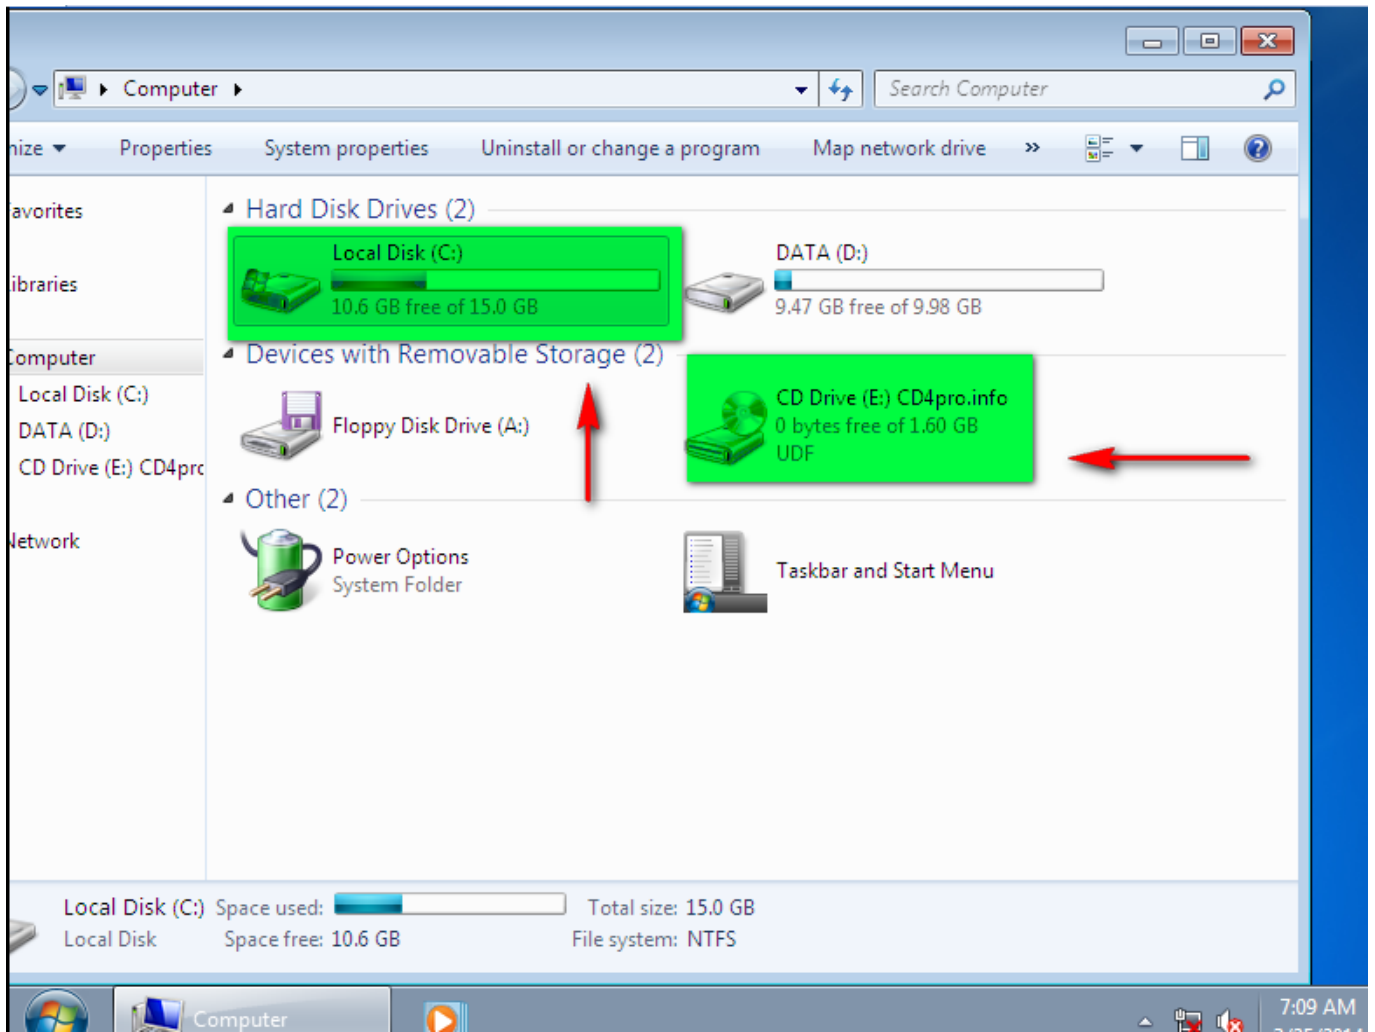 Computer
Search Computer
nize
Properties
System properties
Uninstall or change a program
Map network drive
»
avorites
ibraries
Computer
Local Disk (C:)
DATA (D:)
CD Drive (E:) CD4pro
Network
Hard Disk Drives (2)
Local Disk (C:)
10.6 GB free of 15.0 GB
DATA (D:)
9.47 GB free of 9.98 GB
Devices with Removable Storage (2)
Floppy Disk Drive (A:)
CD Drive (E:) CD4pro.info
0 bytes free of 1.60 GB
UDF
Other (2)
Power Options
System Folder
Taskbar and Start Menu
Local Disk (C:) Space used: Total size: 15.0 GB
Local Disk Space free: 10.6 GB File system: NTFS
Computer
7:09 AM